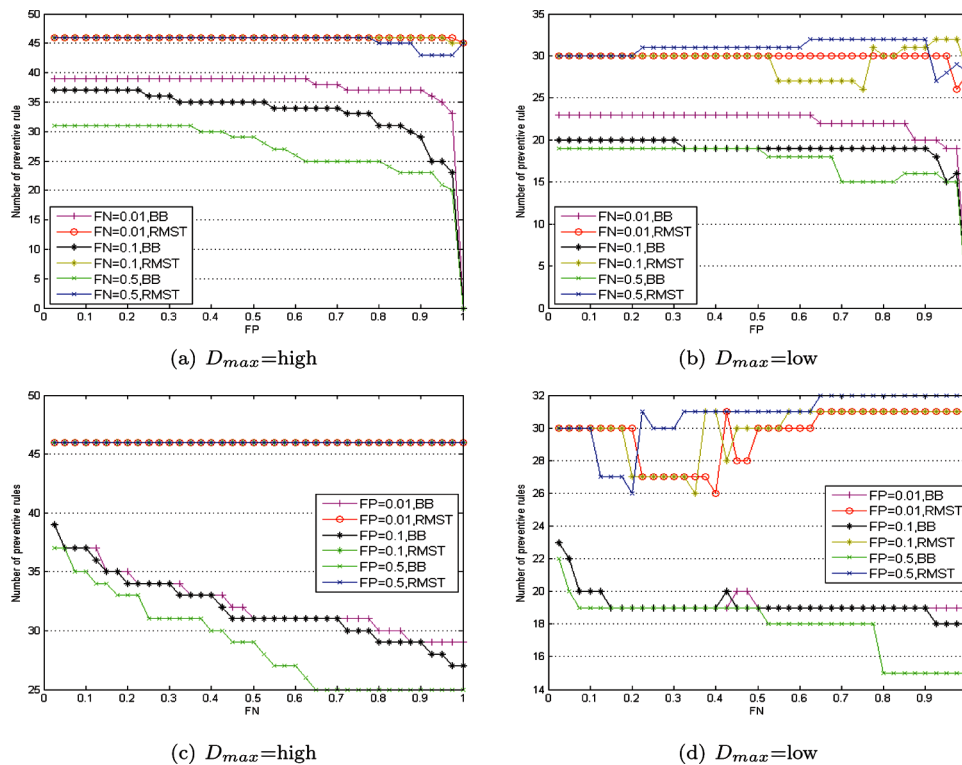 50
45
40
35
30
25
20
15
10
5
0
Number of preventive rule
FN=0.01,BB
FN=0.01,RMST
FN=0.1,BB
FN=0.1,RMST
FN=0.5,BB
FN=0.5,RMST
0.1 0.2 0.3 0.4 0.5 0.6 0.7 0.8 0.9 1
FP
(a) Dmax=high
35
30
25
20
15
10
5
0
Number of preventive rule
FN=0.01,BB
FN=0.01,RMST
FN=0.1,BB
FN=0.1,RMST
FN=0.5,BB
FN=0.5,RMST
0.1 0.2 0.3 0.4 0.5 0.6 0.7 0.8 0.9
FP
(b) Dmax=low
50
45
40
35
30
25
Number of preventive rules
FP=0.01,BB
FP=0.01,RMST
FP=0.1,BB
FP=0.1,RMST
FP=0.5,BB
FP=0.5,RMST
0 0.1 0.2 0.3 0.4 0.5 0.6 0.7 0.8 0.9 1
FN
(c) Dmax=high
32
30
28
26
24
22
20
18
16
14
Number of preventive rules
FP=0.01,BB
FP=0.01,RMST
FP=0.1,BB
FP=0.1,RMST
FP=0.5,BB
FP=0.5,RMST
0 0.1 0.2 0.3 0.4 0.5 0.6 0.7 0.8 0.9
FN
(d) Dmax=low